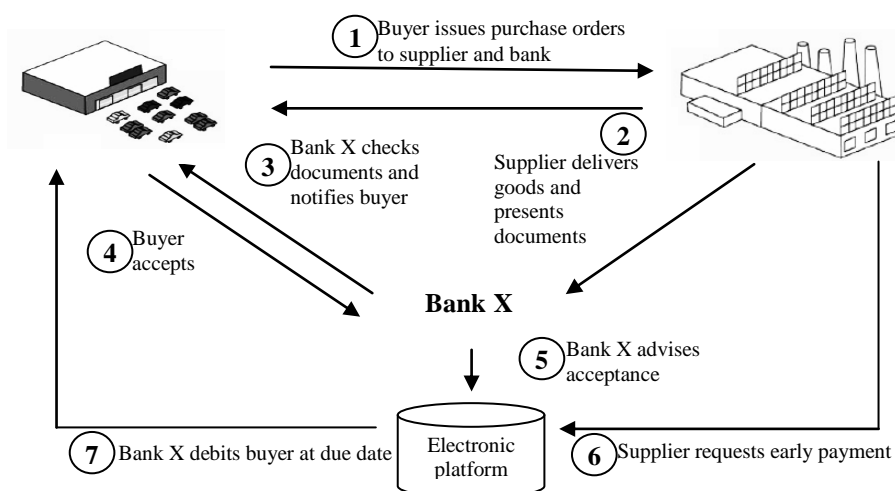 1
Buyer issues purchase orders
to supplier and bank
2
Supplier delivers
goods and
presents
documents
3
Bank X checks
documents and
notifies buyer
4
Buyer
accepts
Bank X
5
Bank X advises
acceptance
6
Supplier requests early payment
7
Bank X debits buyer at due date
Electronic
platform